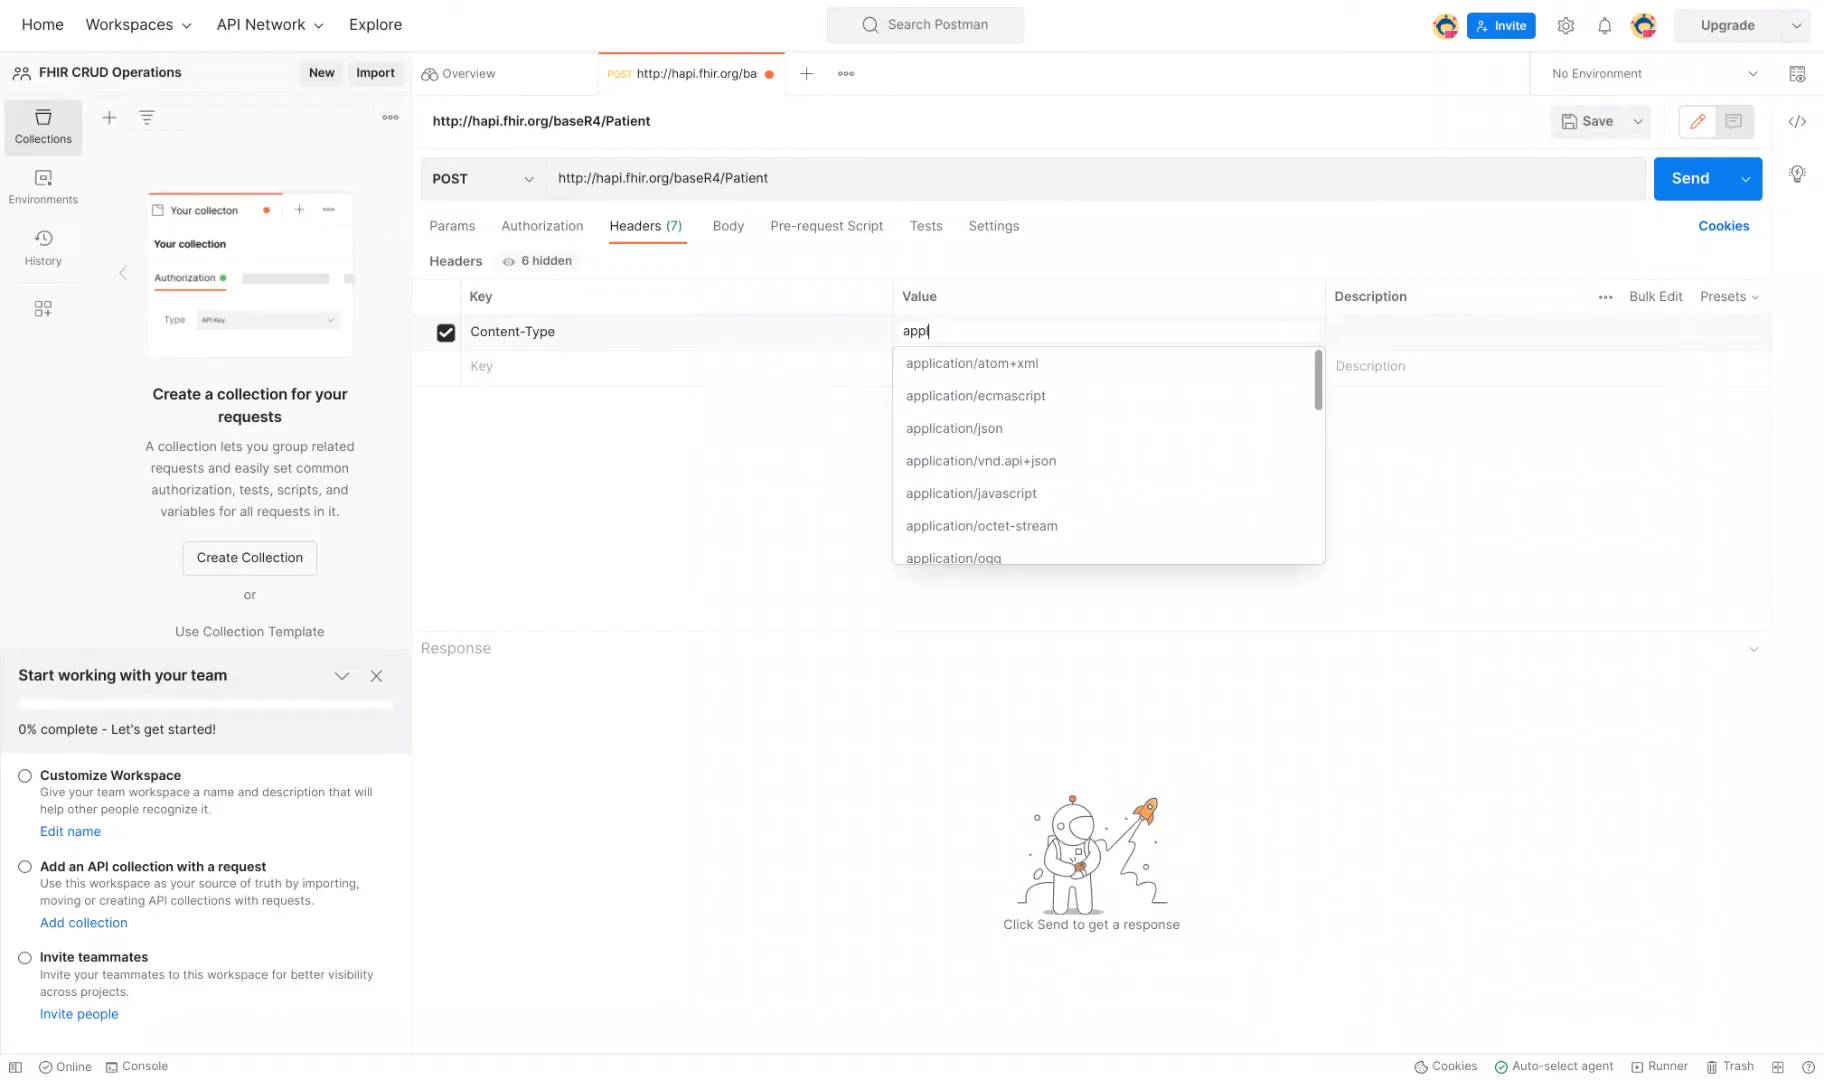 Home Workspaces API Network Explore
Search Postman
Invite
Upgrade
FHIR CRUD Operations
New
Import
Overview
POST http://hapi.fhir.org/ba
No Environment
Collections
Environments
History
Your collecton
Your collection
Authorization
Type
API Key
Create a collection for your
requests
A collection lets you group related
requests and easily set common
authorization, tests, scripts, and
variables for all requests in it.
Create Collection
or
Use Collection Template
http://hapi.fhir.org/baseR4/Patient
Save
POST
http://hapi.fhir.org/baseR4/Patient
Send
Params Authorization Headers (7) Body Pre-request Script Tests Settings
Cookies
Headers
6 hidden
Key Value Description
Bulk Edit Presets
Content-Type
appl
Key
Description
application/atom+xml
application/ecmascript
application/json
application/vnd.api+json
application/javascript
application/octet-stream
application/ogg
Response
Click Send to get a response
Start working with your team
0% complete - Let's get started!
Customize Workspace
Give your team workspace a name and description that will
help other people recognize it.
Edit name
Add an API collection with a request
Use this workspace as your source of truth by importing,
moving or creating API collections with requests.
Add collection
Invite teammates
Invite your teammates to this workspace for better visibility
across projects.
Invite people
Online Console
Cookies Auto-select agent Runner Trash